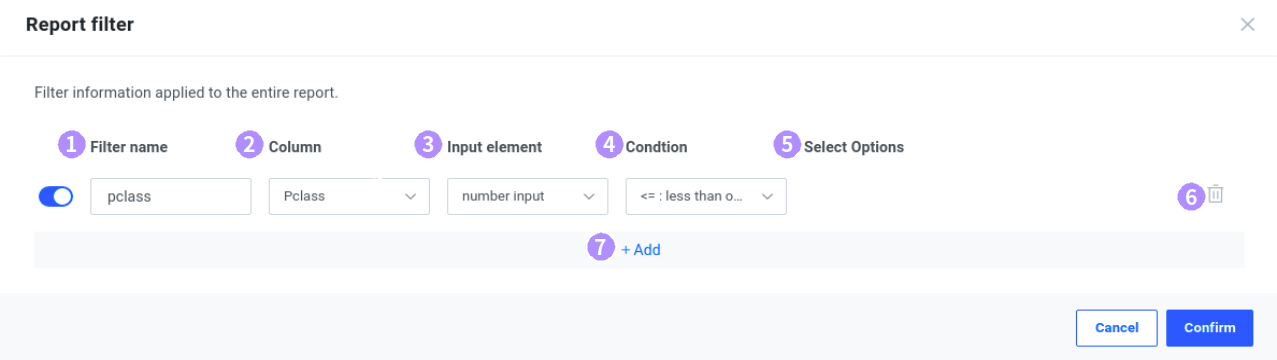 Report filter
Filter information applied to the entire report.
1 Filter name 2 Column 3 Input element 4 Condtion 5 Select Options
pclass Pclass number input <= : less than o... 6
7 + Add
Cancel Confirm